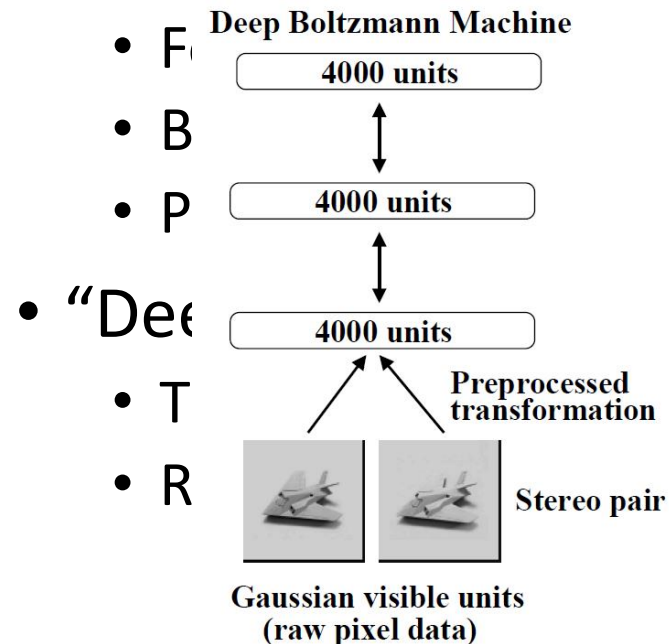 Deep Boltzmann Machine
4000 units
4000 units
4000 units
Preprocessed
transformation
Stereo pair
Gaussian visible units
(raw pixel data)
• F
• B
• P
• “Dee
• T
• R